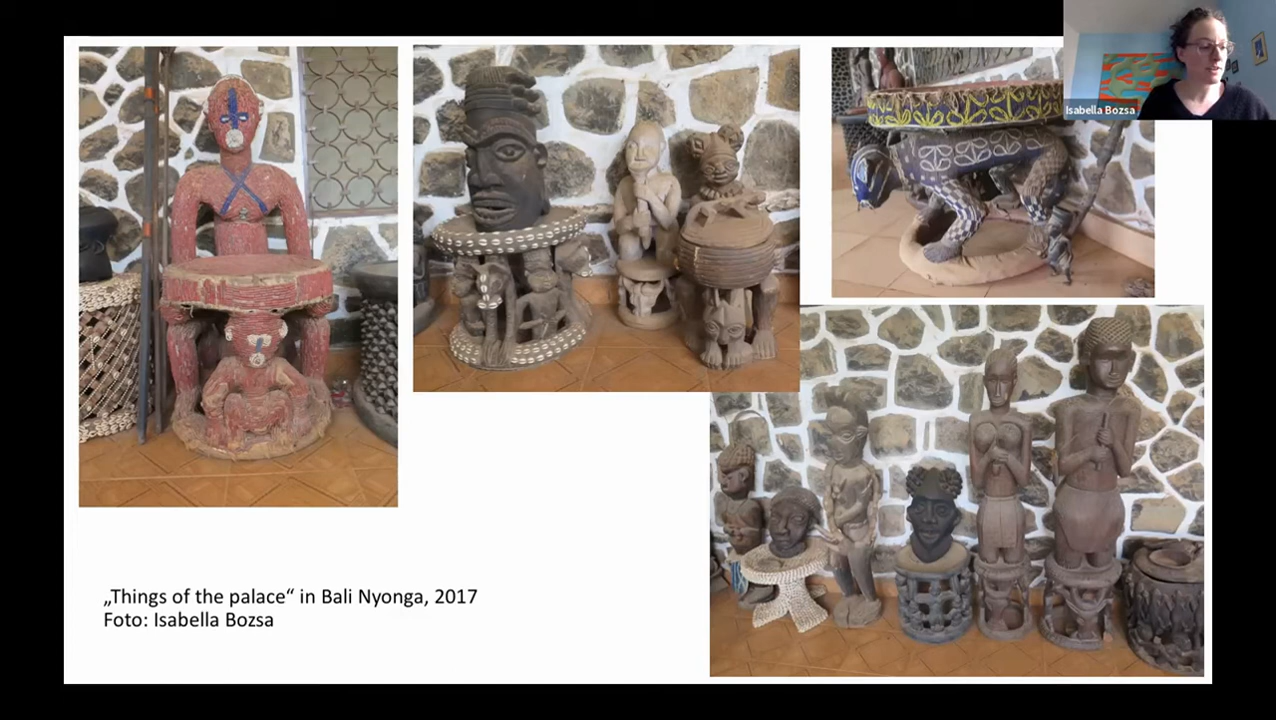 Isabella Bozsa
„Things of the palace“ in Bali Nyonga, 2017
Foto: Isabella Bozsa